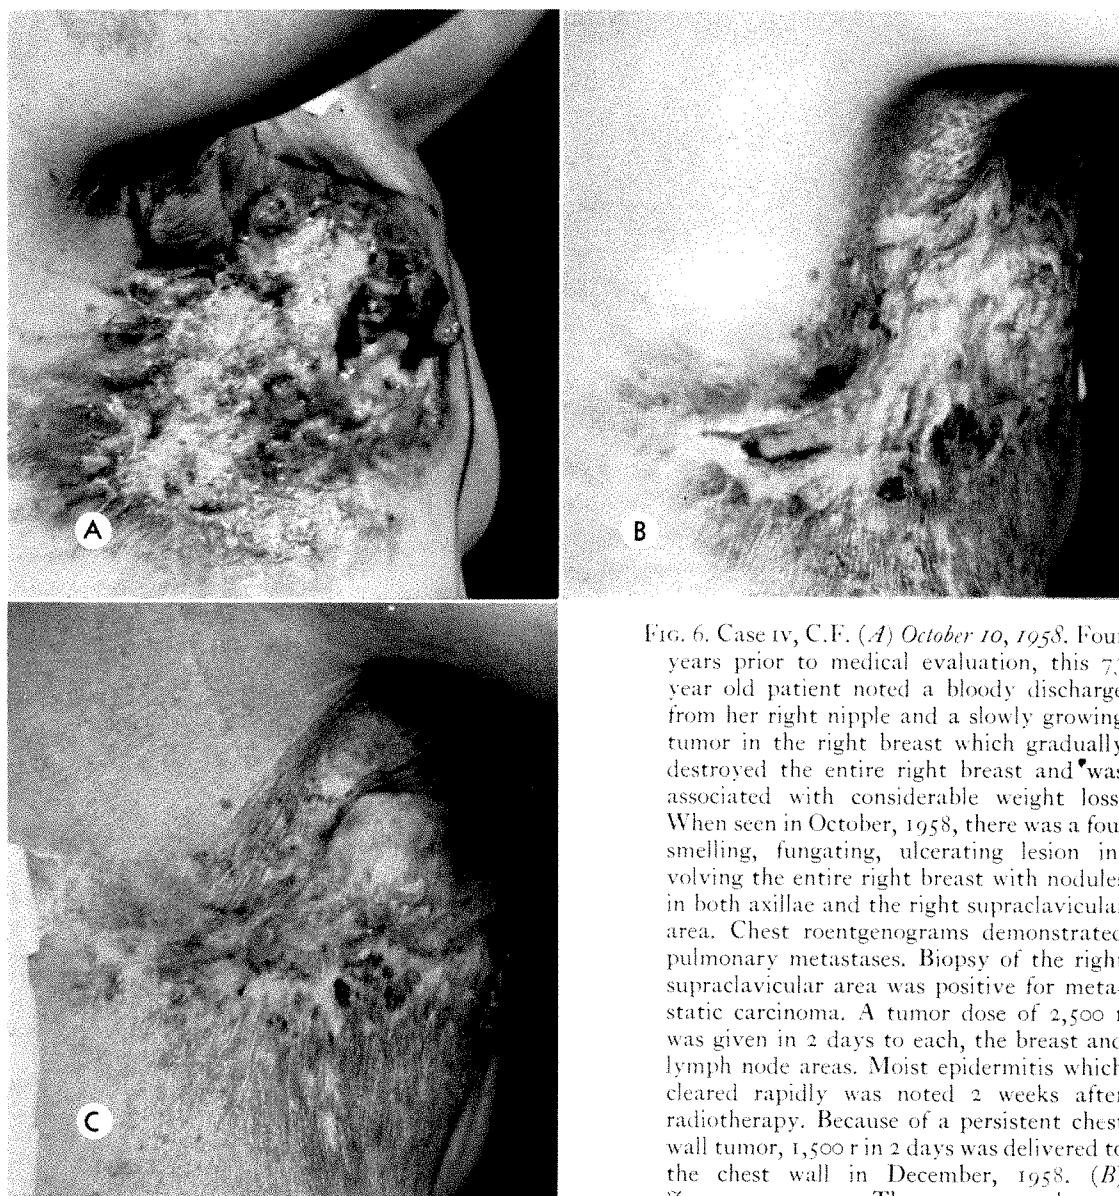 A
B
C
FIG. 6. Case IV, C.F. (A) October 10, 1958. Four
years prior to medical evaluation, this
year old patient noted a bloody discharge
from her right nipple and a slowly growing
tumor in the right breast which gradually
destroyed the entire right breast and was
associated with considerable weight loss
When seen in October, 1958, there was a foul
smelling, fungating, ulcerating lesion in-
volving the entire right breast with nodules
in both axillae and the right supraclavicular
area. Chest roentgenograms demonstrated
pulmonary metastases. Biopsy of the right
supraclavicular area was positive for meta-
static carcinoma. A tumor dose of 2,500 r
was given in 2 days to each, the breast and
lymph node areas. Moist epidermitis which
cleared rapidly was noted 2 weeks after
radiotherapy. Because of a persistent chest
wall tumor, 1,500 r in 2 days was delivered to
the chest wall in December, 1958. (B)